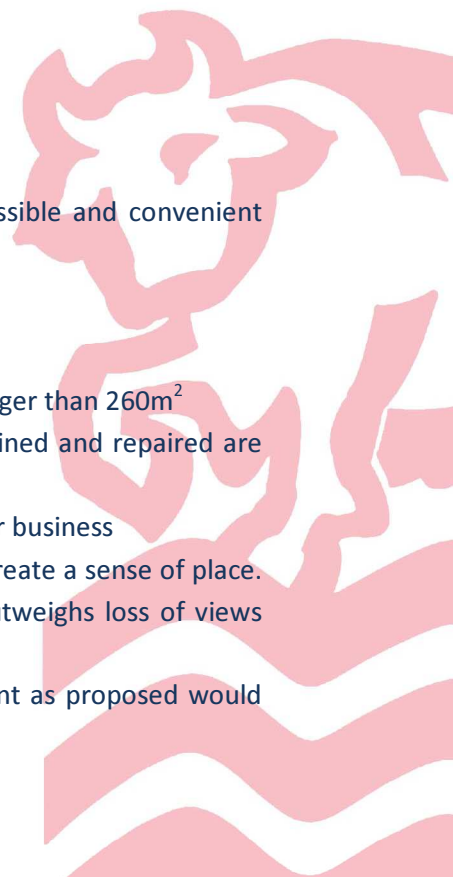 ssible and convenient
ger than 260m²
ined and repaired are
r business
reate a sense of place.
tweighs loss of views
nt as proposed would